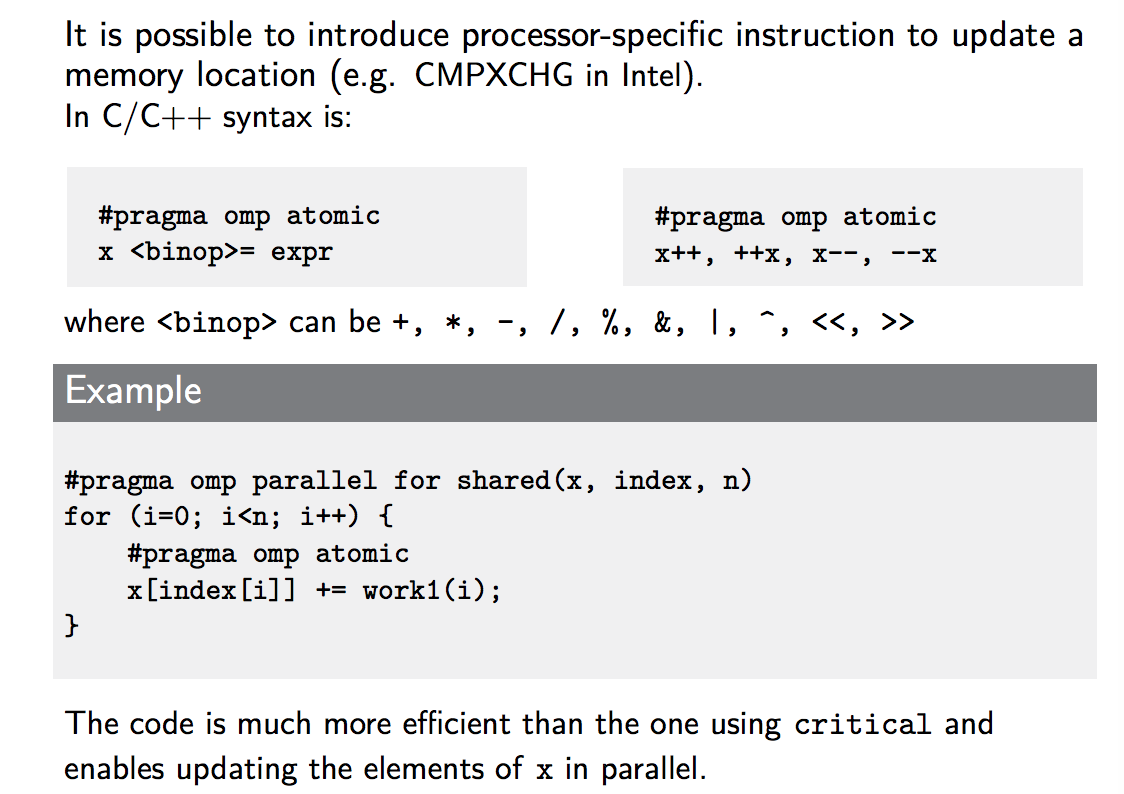 It is possible to introduce processor-specific instruction to update a
memory location (e.g. CMPXCHG in Intel).
In C/C++ syntax is:
#pragma omp atomic
x <binop>= expr
#pragma omp atomic
x++, ++x, x--, --x
where <binop> can be +, *, -, /, %, &, |, ^, <<, >>
Example
#pragma omp parallel for shared(x, index, n)
for (i=0; i<n; i++) {
    #pragma omp atomic
    x[index[i]] += work1(i);
}
The code is much more efficient than the one using critical and
enables updating the elements of x in parallel.